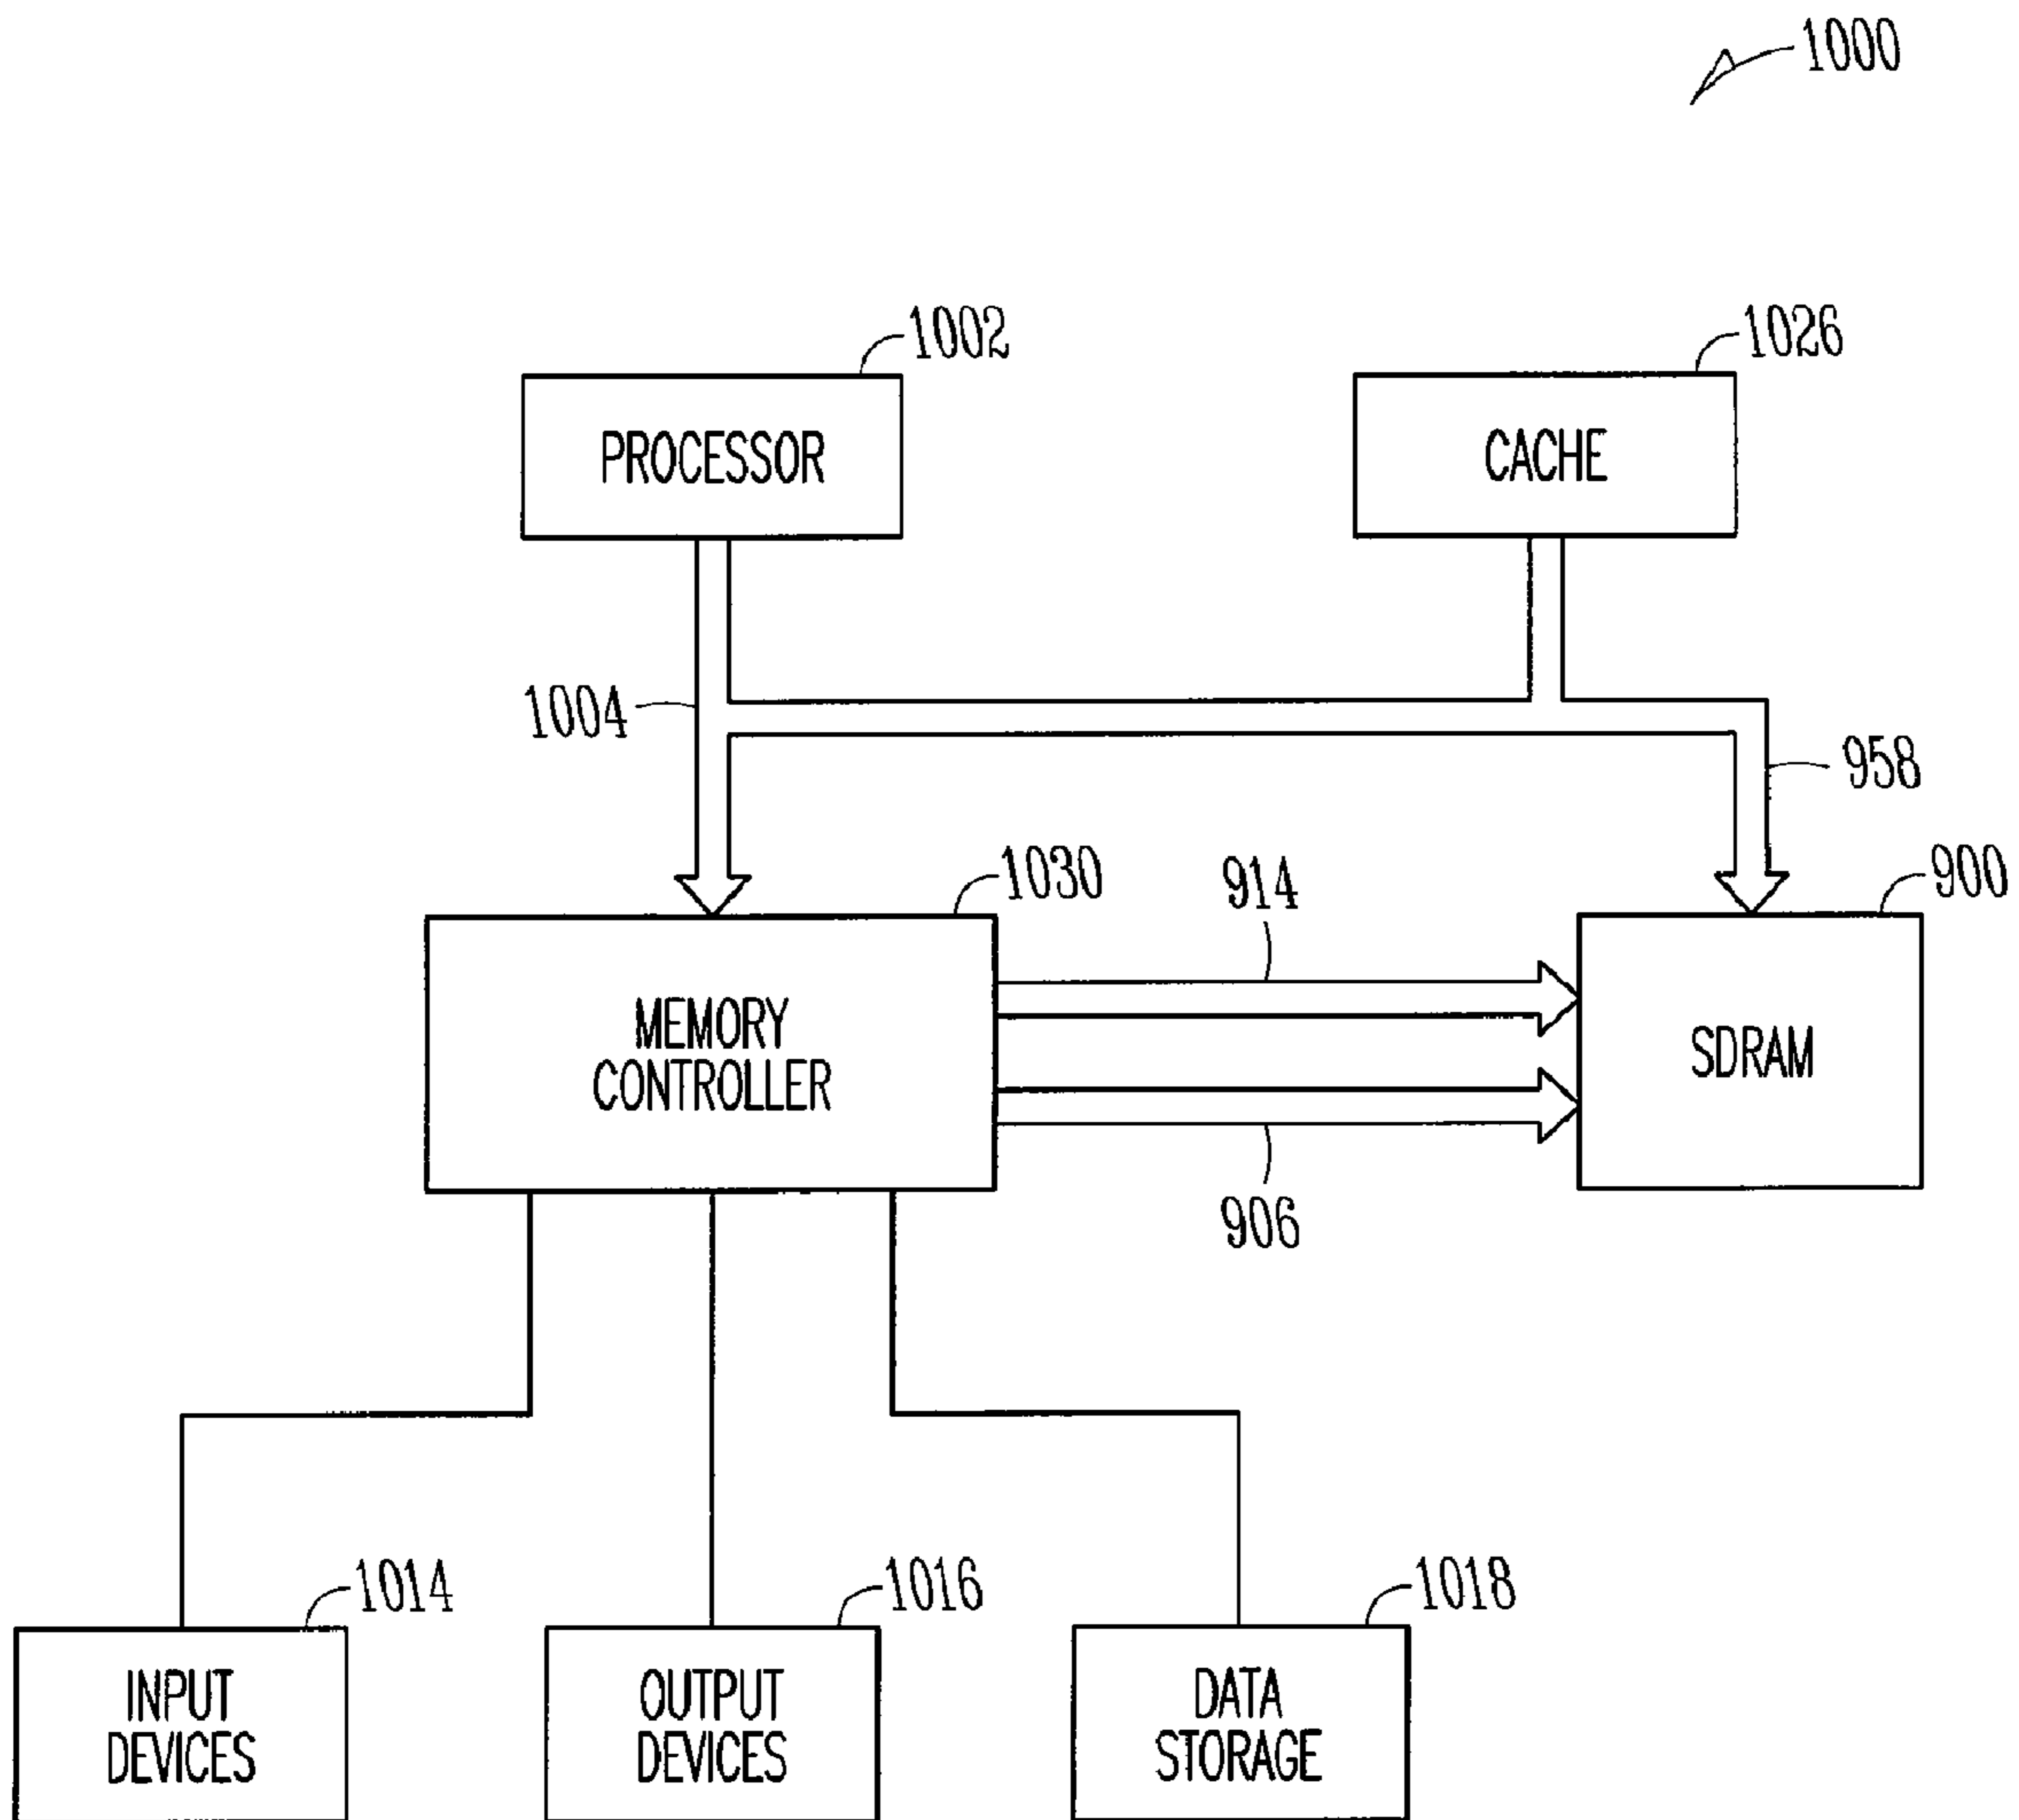 1000
1002
1026
PROCESSOR
CACHE
1004
958
1030
914
900
MEMORY
CONTROLLER
SDRAM
906
1014
1016
1018
INPUT
DEVICES
OUTPUT
DEVICES
DATA
STORAGE